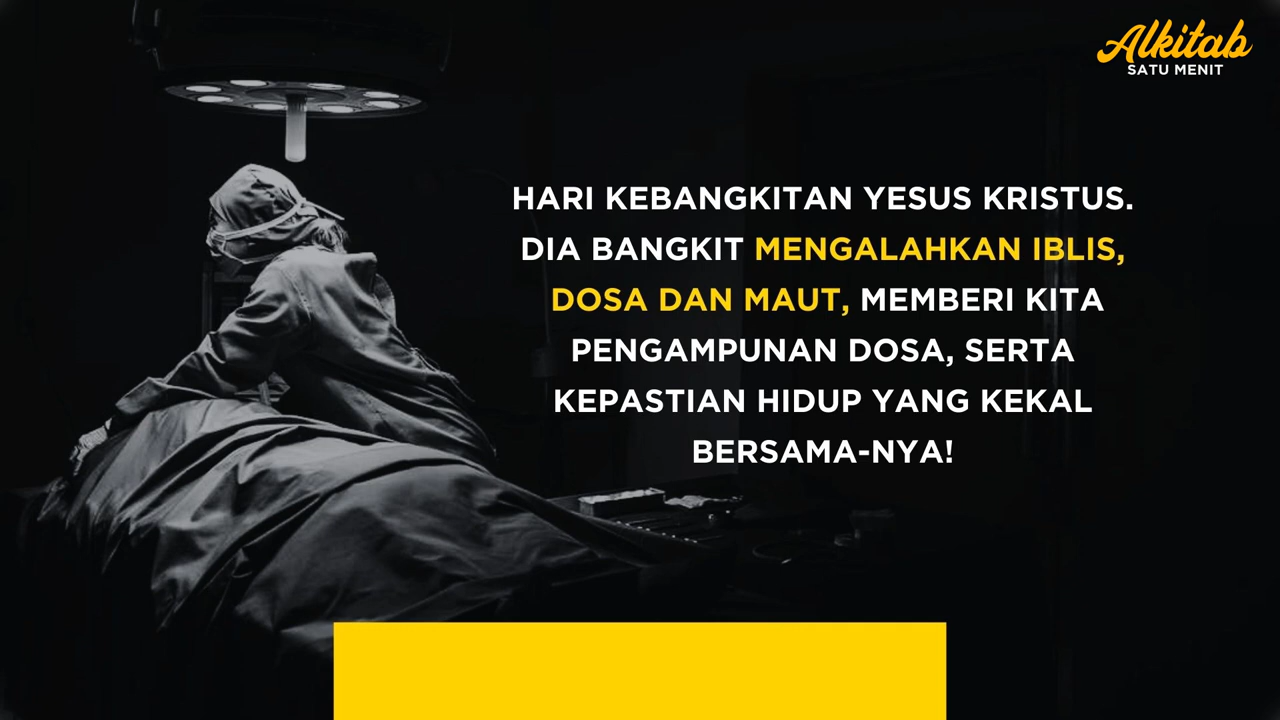 Alkitab
SATU MENIT
HARI KEBANGKITAN YESUS KRISTUS.
DIA BANGKIT MENGALAHKAN IBLIS,
DOSA DAN MAUT, MEMBERI KITA
PENGAMPUNAN DOSA, SERTA
KEPASTIAN HIDUP YANG KEKAL
BERSAMA-NYA!